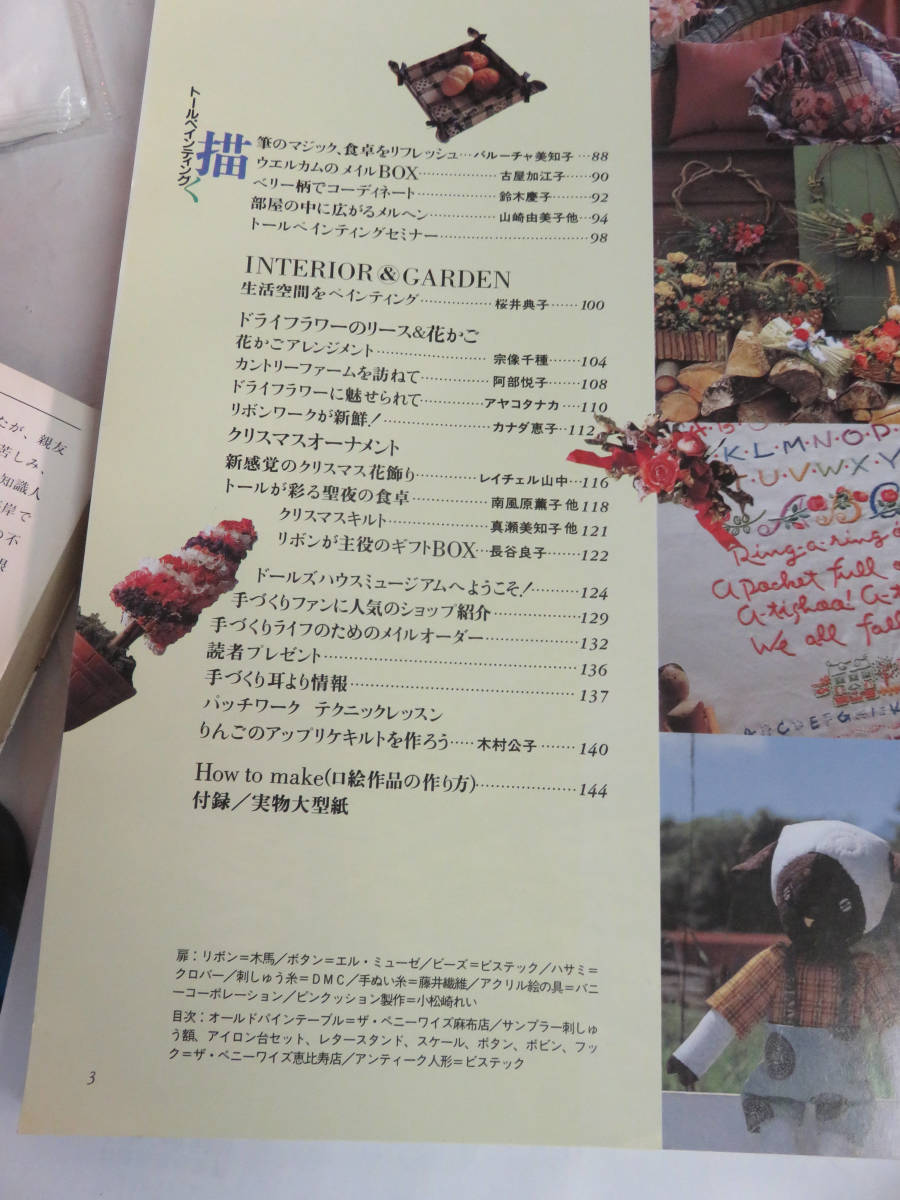 トールペインティング
描く
筆のマジック、食卓をリフレッシュ…バルーチャ美知子…88
ウエルカムのメイルBOX………………古屋加江子……90
ベリー柄でコーディネート………………鈴木慶子………92
部屋の中に広がるメルヘン……………山崎由美子他…94
トールペインティングセミナー……………………………98
INTERIOR & GARDEN
生活空間をペインティング……………桜井典子……100
ドライフラワーのリース&花かご
花かごアレンジメント……………………宗像千種……104
カントリーファームを訪ねて……………阿部悦子……108
ドライフラワーに魅せられて……………アヤコタナカ…110
リボンワークが新鮮!……………………カナダ恵子…112
クリスマスオーナメント
新感覚のクリスマス花飾り…………レイチェル山中…116
トールが彩る聖夜の食卓……………南風原薫子他118
クリスマスキルト…………………真瀬美知子他121
リボンが主役のギフトBOX…長谷良子………122
ドールズハウスミュージアムへようこそ!…………124
手づくりファンに人気のショップ紹介………………129
手づくりライフのためのメイルオーダー………………132
読者プレゼント……………………………………………136
手づくり耳より情報………………………………………137
パッチワーク テクニックレッスン
りんごのアップリケキルトを作ろう……木村公子………140
How to make(口絵作品の作り方)…………………144
付録/実物大型紙
扉:リボン=木馬/ボタン=エル・ミューゼ/ビーズ=ビステック/ハサミ=
クロバー/刺しゅう糸=DMC/手ぬい糸=藤井繊維/アクリル絵の具=バニ
ーコーポレーション/ピンクッション製作=小松崎れい
目次:オールドパインテーブル=ザ・ペニーワイズ麻布店/サンプラー刺しゅ
う額、アイロン台セット、レタースタンド、スケール、ボタン、ボビン、フッ
ク=ザ・ペニーワイズ恵比寿店/アンティーク人形=ビステック
3
たが、親友
苦しみ、
知識人
岸で
の不
K·L·M·N·O·P
T·U·V·W·X·Y
Ring-a-ring
a pocket full
a-tishoo! a-t
We all fall
ABCDEFGHIJK